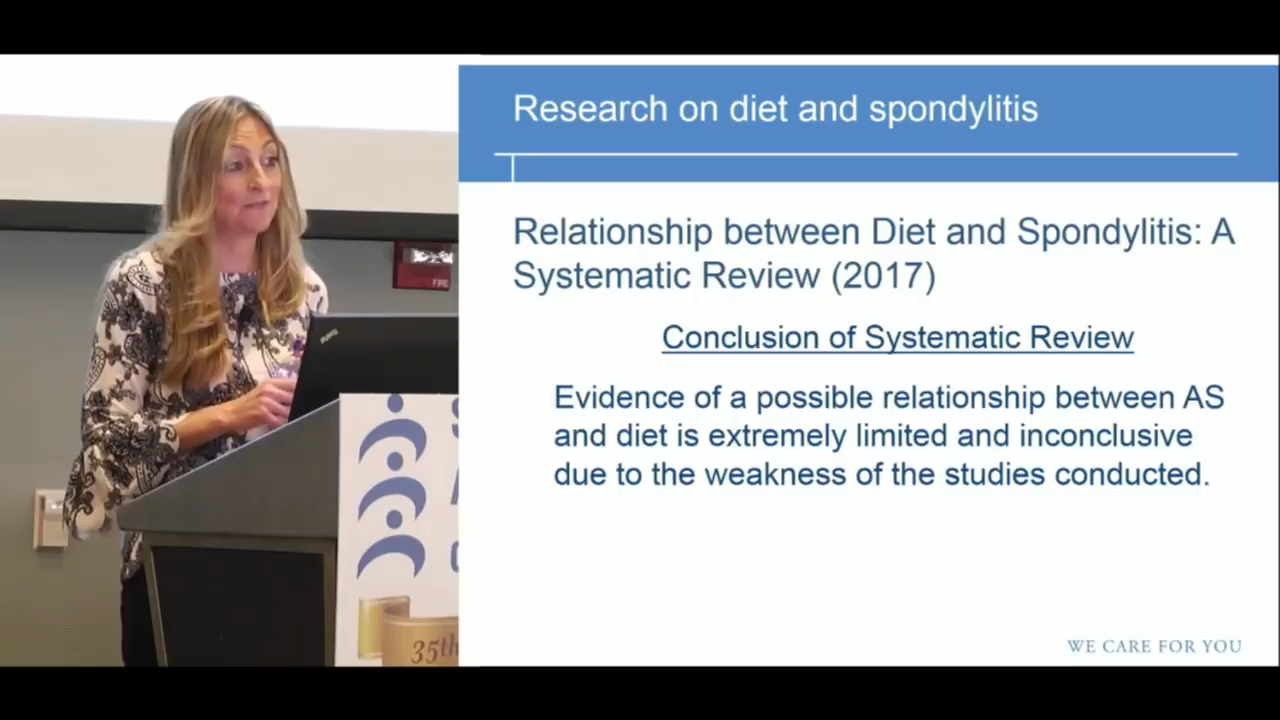 Research on diet and spondylitis
Relationship between Diet and Spondylitis: A
Systematic Review (2017)
Conclusion of Systematic Review
Evidence of a possible relationship between AS
and diet is extremely limited and inconclusive
due to the weakness of the studies conducted.
WE CARE FOR YOU
FIRE
35th